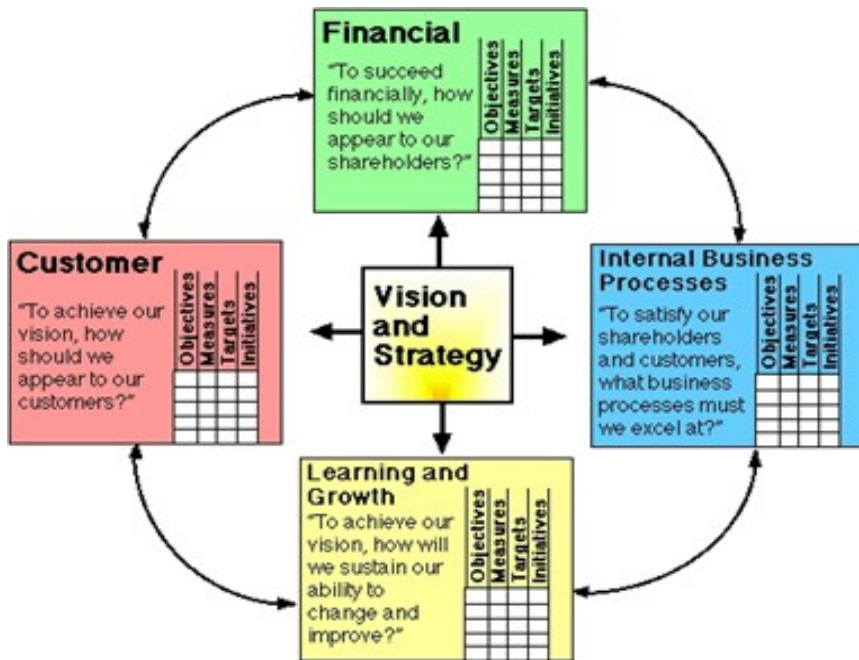 Financial
“To succeed
financially, how
should we
appear to our
shareholders?”
Objectives
Measures
Targets
Initiatives
Customer
“To achieve our
vision, how
should we
appear to our
customers?”
Objectives
Measures
Targets
Initiatives
Vision
and
Strategy
Internal Business
Processes
“To satisfy our
shareholders
and customers,
what business
processes must
we excel at?”
Objectives
Measures
Targets
Initiatives
Learning and
Growth
“To achieve our
vision, how will
we sustain our
ability to
change and
improve?”
Objectives
Measures
Targets
Initiatives